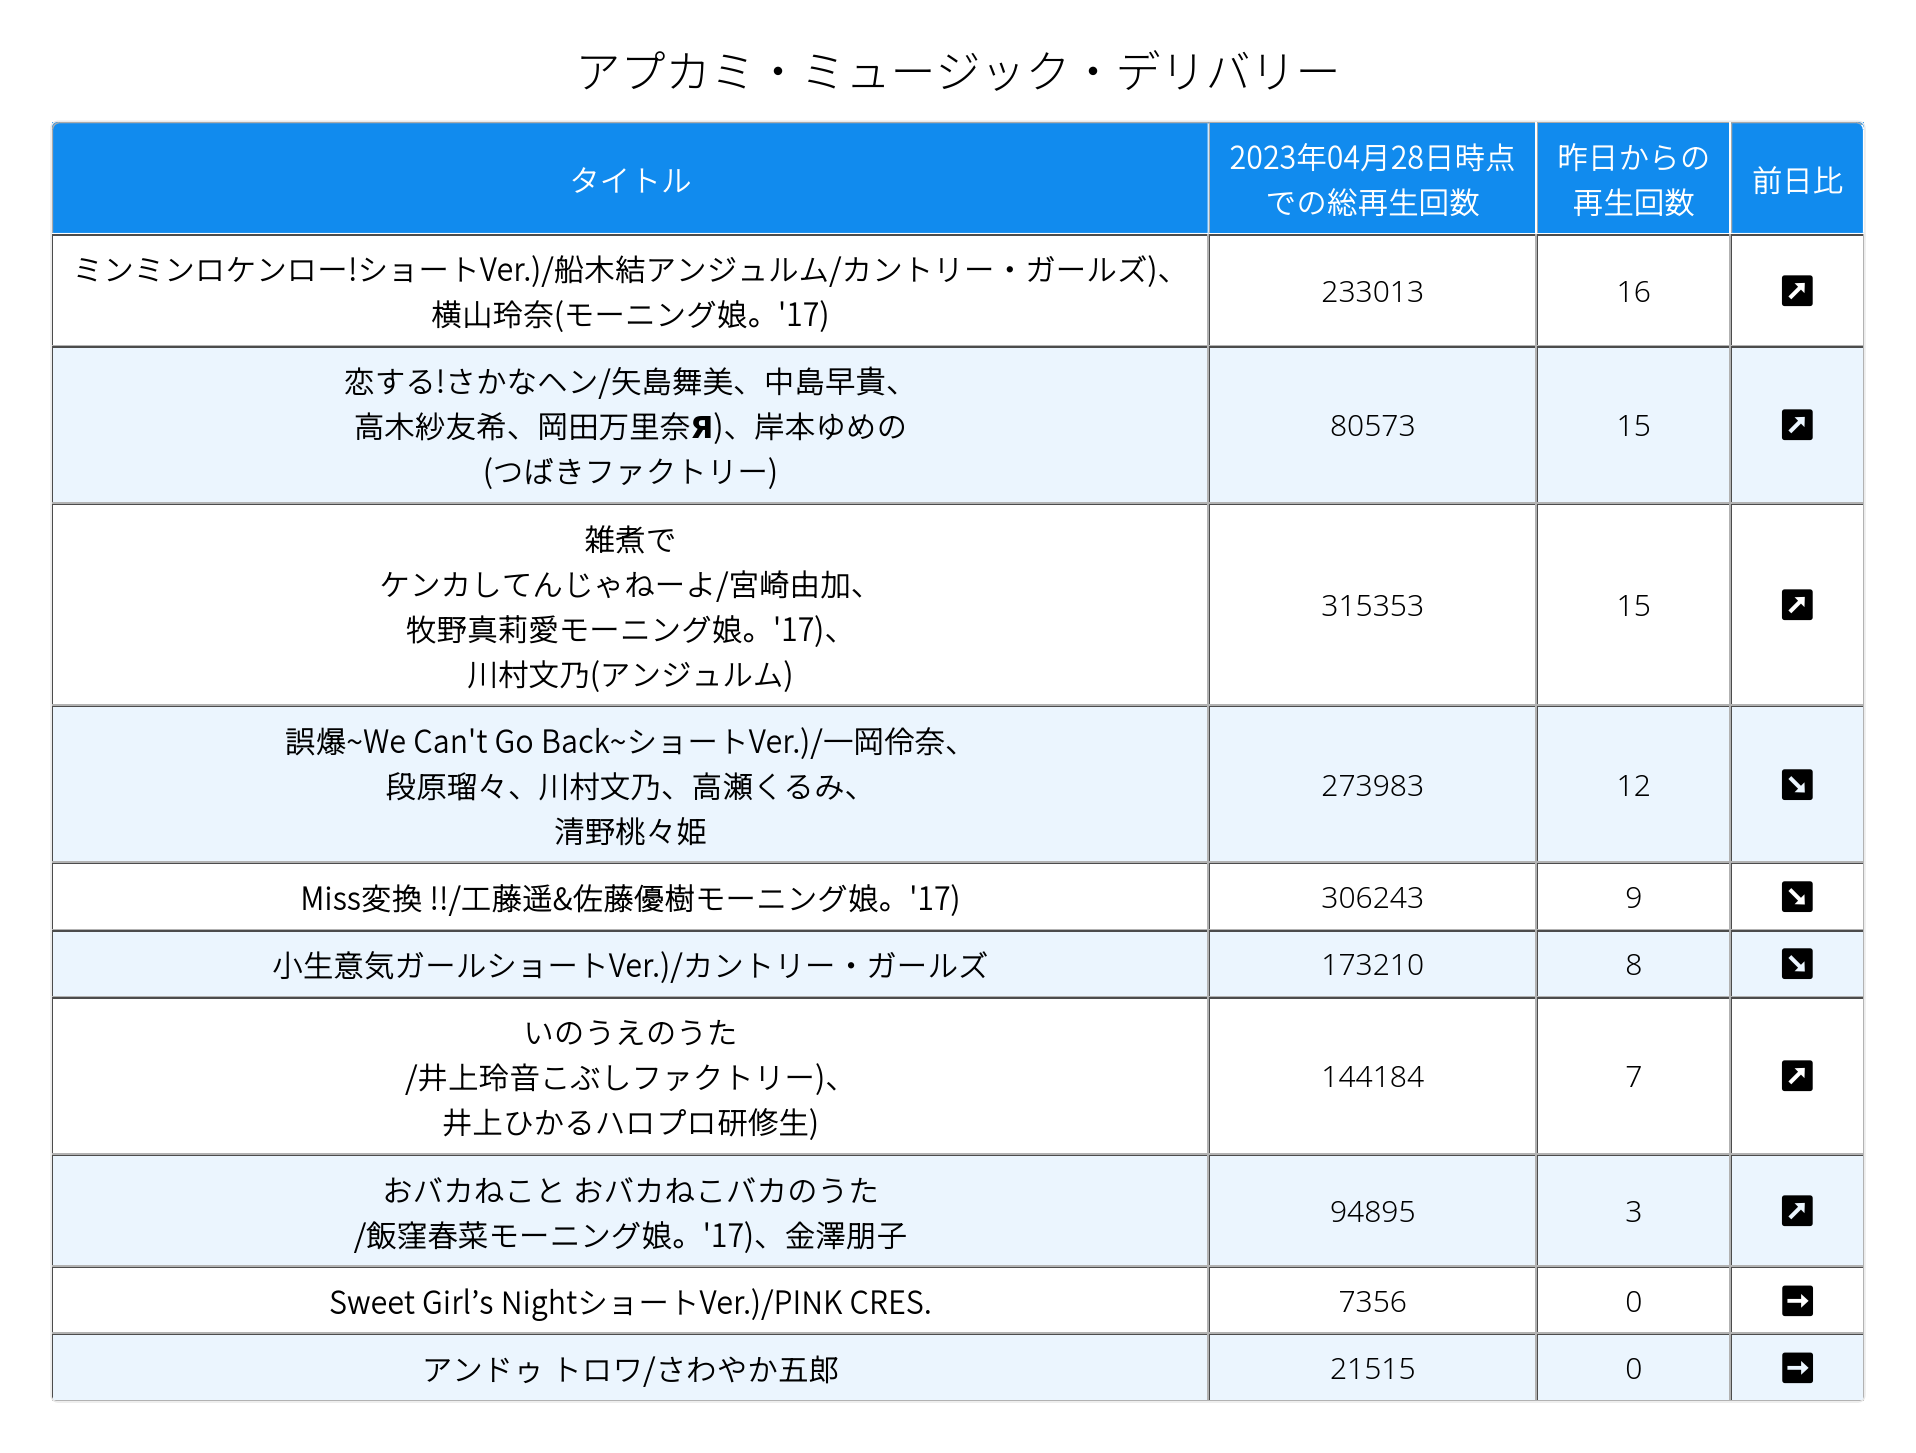 アプカミ・ミュージック・デリバリー
タイトル
2023年04月28日時点
での総再生回数
昨日からの
再生回数
前日比
ミンミンロケンロー!ショートVer.)/船木結アンジュルム/カントリー・ガールズ)、
横山玲奈(モーニング娘。'17)
233013
16
恋する!さかなヘン/矢島舞美、中島早貴、
高木紗友希、岡田万里奈Я)、岸本ゆめの
(つばきファクトリー)
80573
15
雑煮で
ケンカしてんじゃねーよ/宮崎由加、
牧野真莉愛モーニング娘。'17)、
川村文乃(アンジュルム)
315353
15
誤爆~We Can't Go Back~ショートVer.)/一岡伶奈、
段原瑠々、川村文乃、高瀬くるみ、
清野桃々姫
273983
12
Miss変換 !!/工藤遥&佐藤優樹モーニング娘。'17)
306243
9
小生意気ガールショートVer.)/カントリー・ガールズ
173210
8
いのうえのうた
/井上玲音こぶしファクトリー)、
井上ひかるハロプロ研修生)
144184
7
おバカねこと おバカねこバカのうた
/飯窪春菜モーニング娘。'17)、金澤朋子
94895
3
Sweet Girl’s NightショートVer.)/PINK CRES.
7356
0
アンドゥ トロワ/さわやか五郎
21515
0